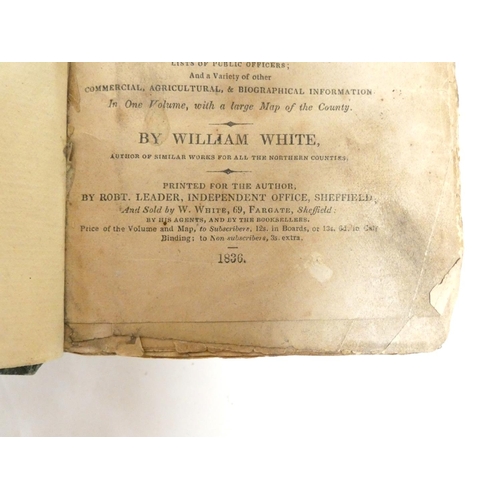 LISTS OF PUBLIC OFFICERS;
And a Variety of other
COMMERCIAL, AGRICULTURAL, & BIOGRAPHICAL INFORMATION
In One Volume, with a large Map of the County.
BY WILLIAM WHITE,
AUTHOR OF SIMILAR WORKS FOR ALL THE NORTHERN COUNTIES.
PRINTED FOR THE AUTHOR,
BY ROBT. LEADER, INDEPENDENT OFFICE, SHEFFIELD;
And Sold by W. WHITE, 69, FARGATE, Sheffield:
BY HIS AGENTS, AND BY THE BOOKSELLERS.
Price of the Volume and Map, to Subscribers, 12s. in Boards, or 13s. 6d. in Calf
Binding: to Non subscribers, 3s. extra.
1836.